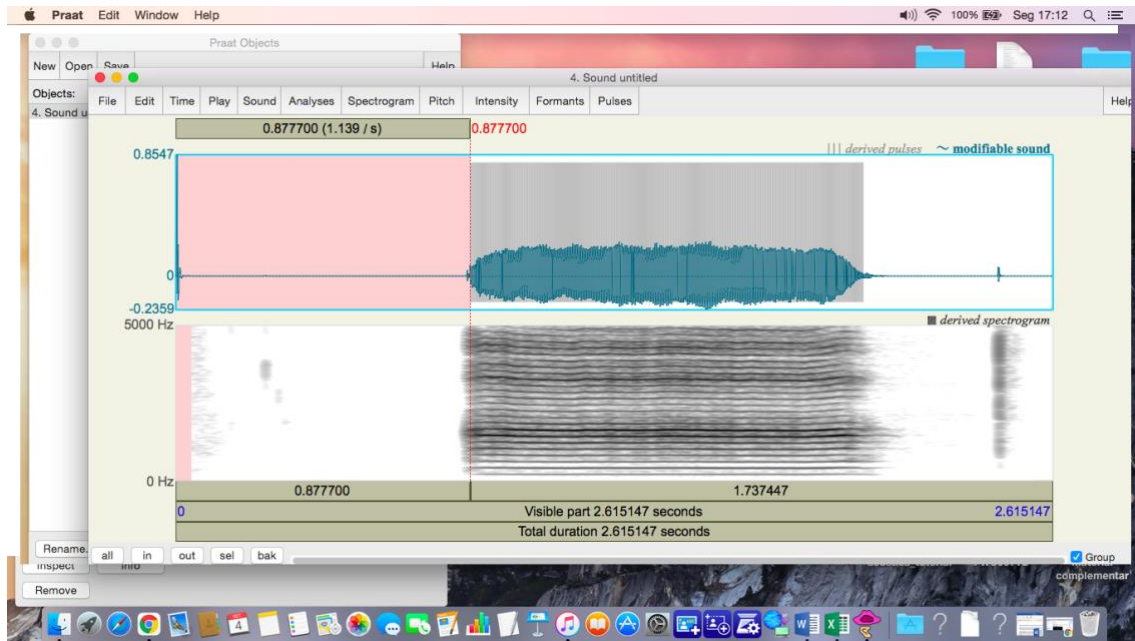 Praat Edit Window Help 100% Seg 17:12
Praat Objects
New Open Save Help
4. Sound untitled
Objects:
File Edit Time Play Sound Analyses Spectrogram Pitch Intensity Formants Pulses Help
4. Sound u
0.877700 (1.139 / s) 0.877700
derived pulses ~ modifiable sound
0.8547
0
-0.2359
5000 Hz
derived spectrogram
0 Hz
0.877700 1.737447
0 Visible part 2.615147 seconds 2.615147
Total duration 2.615147 seconds
Rename.
all in out sel bak Group
Inspect Info
complementar
Remove
4